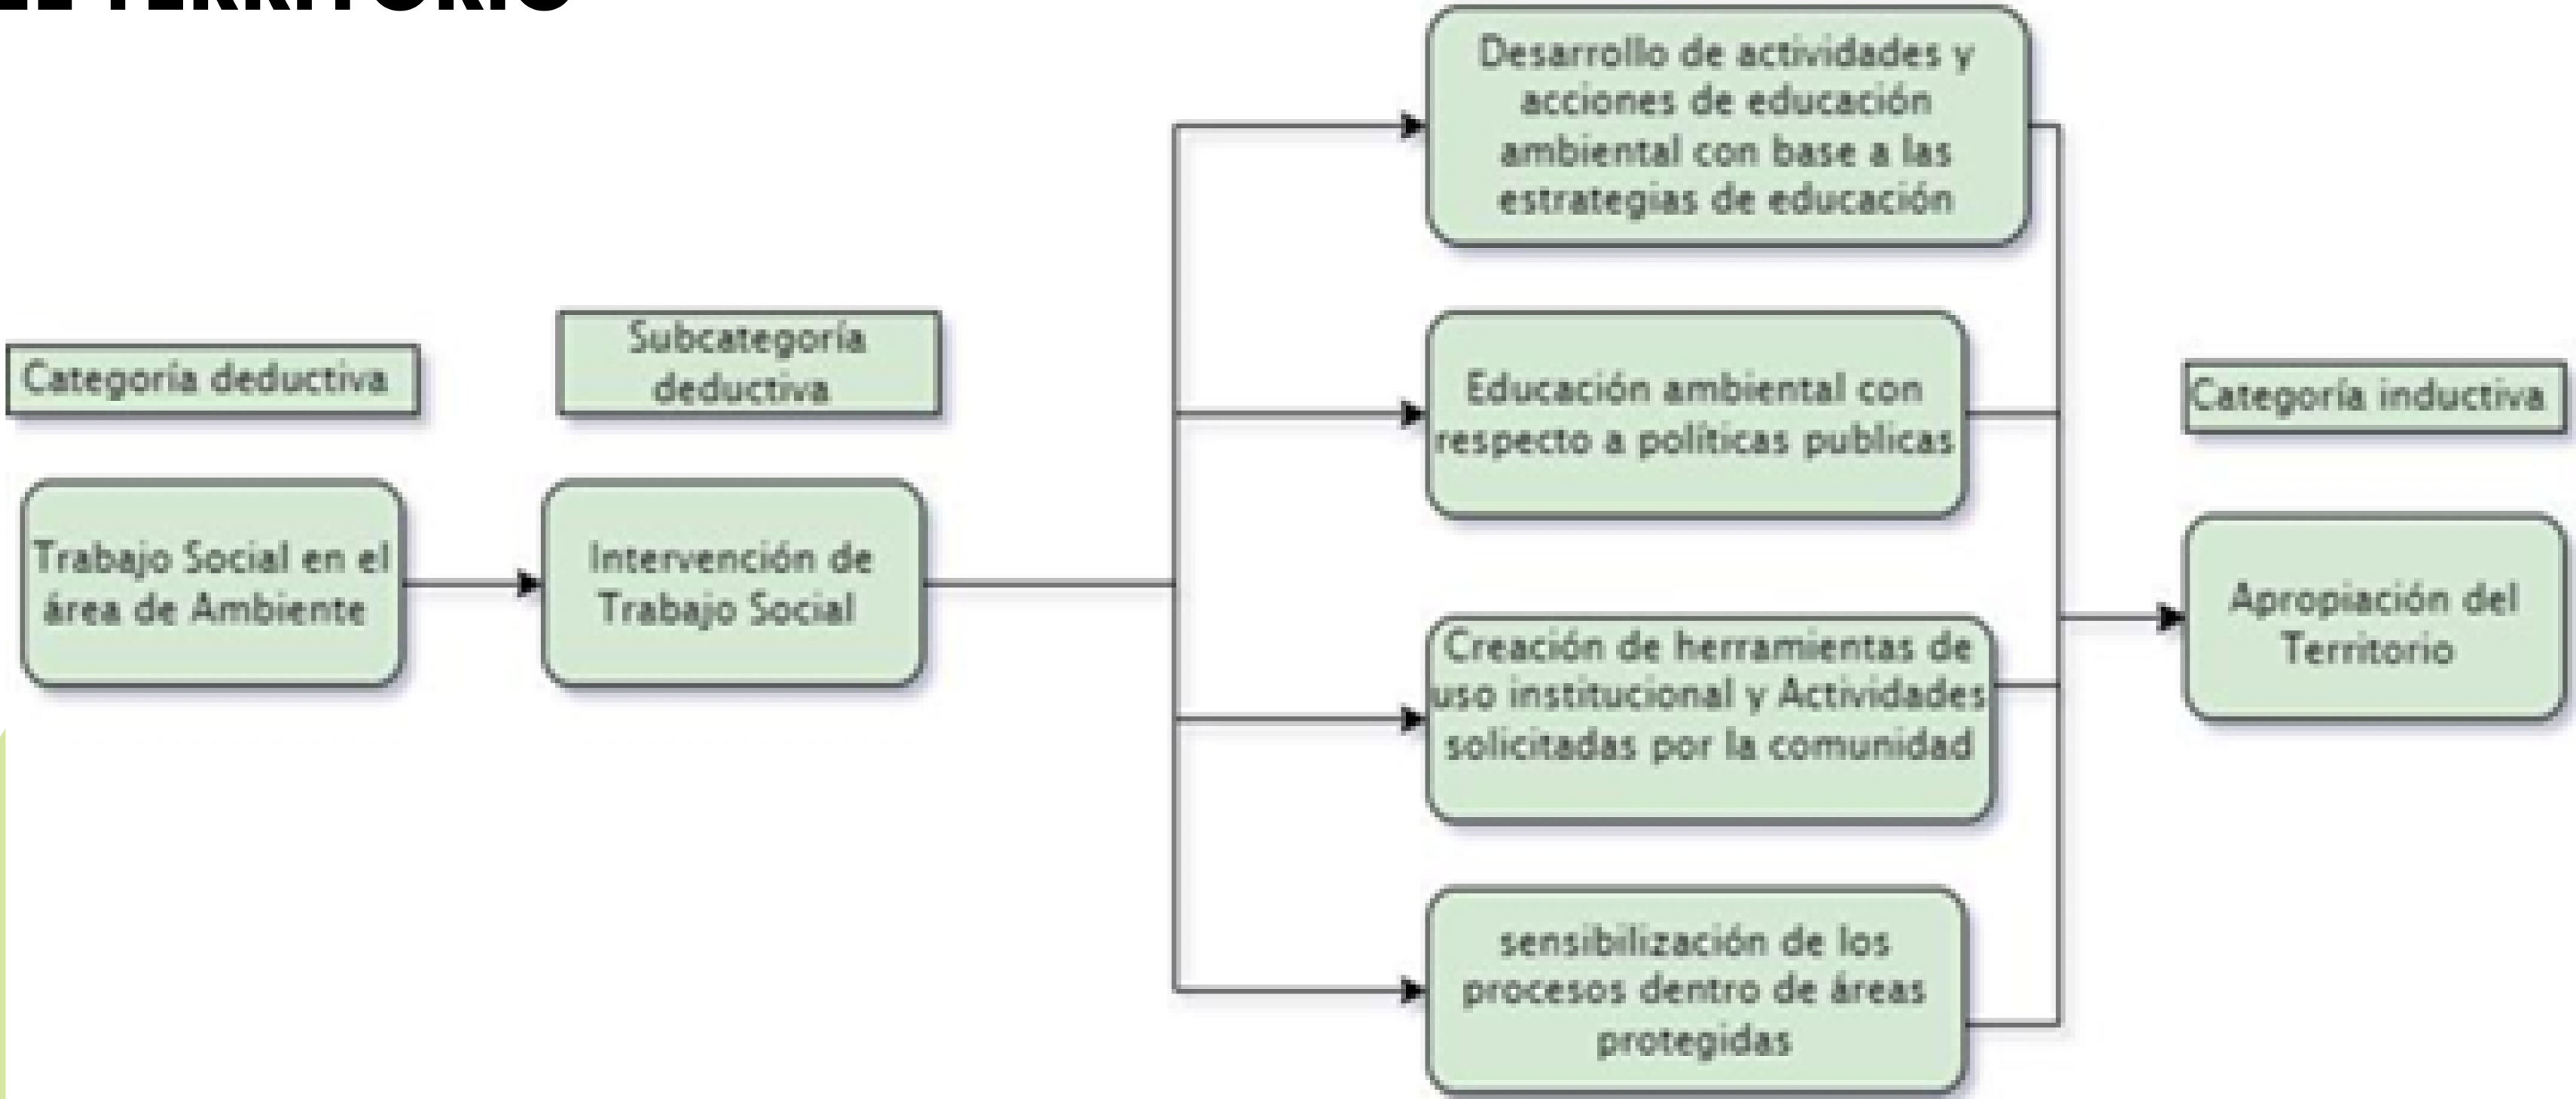 EL TERRITORIO
Categoría deductiva
Trabajo Social en el
área de Ambiente
Subcategoría
deductiva
Intervención de
Trabajo Social
Desarrollo de actividades y
acciones de educación
ambiental con base a las
estrategias de educación
Educación ambiental con
respecto a políticas publicas
Creación de herramientas de
uso institucional y Actividades
solicitadas por la comunidad
sensibilización de los
procesos dentro de áreas
protegidas
Categoría inductiva
Apropiación del
Territorio